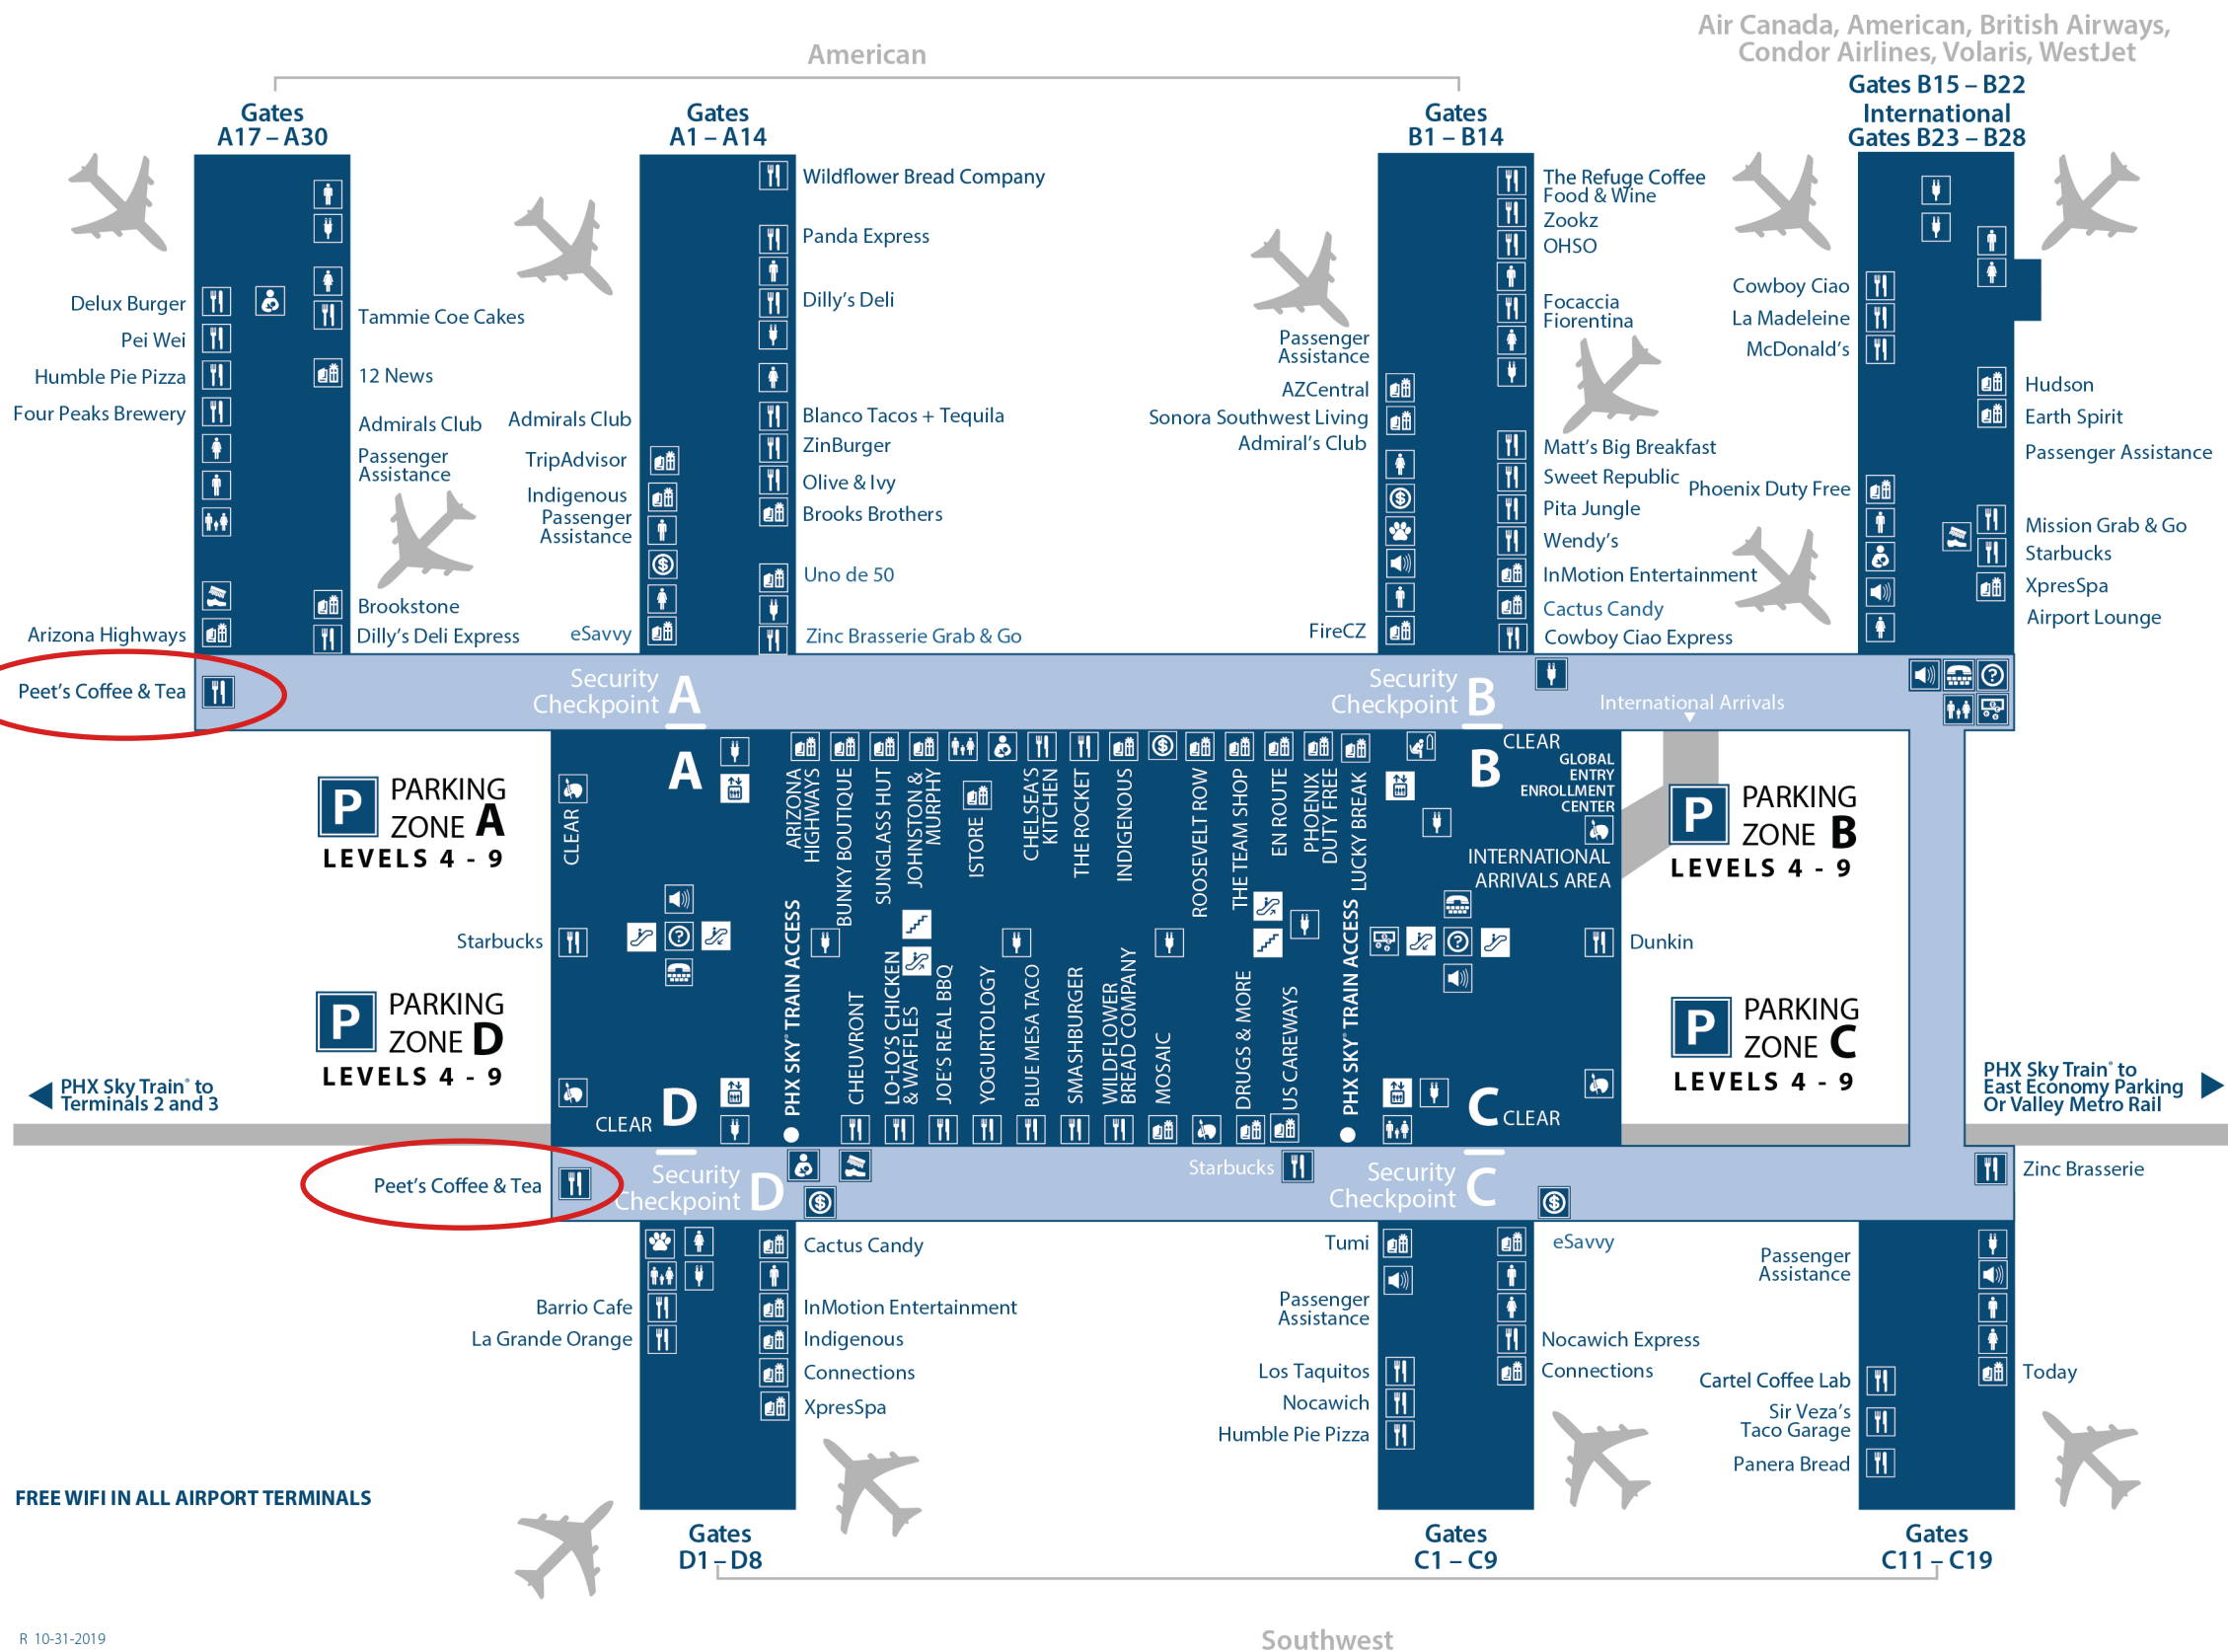 Air Canada, American, British Airways,
Condor Airlines, Volaris, WestJet
American
Gates B15 – B22
International
Gates B23 – B28
Gates
A17 – A30
Gates
A1 – A14
Gates
B1 – B14
Delux Burger
Pei Wei
Humble Pie Pizza
Four Peaks Brewery
Arizona Highways
Peet's Coffee & Tea
Tammie Coe Cakes
12 News
Admirals Club
Passenger
Assistance
Brookstone
Dilly's Deli Express
Admirals Club
TripAdvisor
Indigenous
Passenger
Assistance
eSavvy
Wildflower Bread Company
Panda Express
Dilly's Deli
Blanco Tacos + Tequila
ZinBurger
Olive & Ivy
Brooks Brothers
Uno de 50
Zinc Brasserie Grab & Go
Passenger
Assistance
AZCentral
Sonora Southwest Living
Admiral's Club
FireCZ
The Refuge Coffee
Food & Wine
Zookz
OHSO
Focaccia
Fiorentina
Matt's Big Breakfast
Sweet Republic
Pita Jungle
Wendy's
InMotion Entertainment
Cactus Candy
Cowboy Ciao Express
Cowboy Ciao
La Madeleine
McDonald's
Phoenix Duty Free
Hudson
Earth Spirit
Passenger Assistance
Mission Grab & Go
Starbucks
XpresSpa
Airport Lounge
Security
Checkpoint A
Security
Checkpoint B
International Arrivals
A
B
CLEAR
GLOBAL
ENTRY
ENROLLMENT
CENTER
INTERNATIONAL
ARRIVALS AREA
CLEAR
ARIZONA
HIGHWAYS
BUNKY BOUTIQUE
SUNGLASS HUT
JOHNSTON &
MURPHY
ISTORE
CHELSEA'S
KITCHEN
THE ROCKET
INDIGENOUS
ROOSEVELT ROW
THE TEAM SHOP
EN ROUTE
PHOENIX
DUTY FREE
LUCKY BREAK
P PARKING
ZONE A
LEVELS 4 - 9
P PARKING
ZONE B
LEVELS 4 - 9
Starbucks
Dunkin
P PARKING
ZONE D
LEVELS 4 - 9
P PARKING
ZONE C
LEVELS 4 - 9
PHX SKY® TRAIN ACCESS
CHEUVRONT
LO-LO'S CHICKEN
& WAFFLES
JOE'S REAL BBQ
YOGURTOLOGY
BLUE MESA TACO
SMASHBURGER
WILDFLOWER
BREAD COMPANY
MOSAIC
DRUGS & MORE
US CAREWAYS
PHX SKY® TRAIN ACCESS
PHX Sky Train® to
Terminals 2 and 3
PHX Sky Train® to
East Economy Parking
Or Valley Metro Rail
CLEAR D
C CLEAR
Peet's Coffee & Tea
Security
Checkpoint D
Starbucks
Security
Checkpoint C
Zinc Brasserie
Barrio Cafe
La Grande Orange
Cactus Candy
InMotion Entertainment
Indigenous
Connections
XpresSpa
Tumi
Passenger
Assistance
Los Taquitos
Nocawich
Humble Pie Pizza
eSavvy
Nocawich Express
Connections
Passenger
Assistance
Cartel Coffee Lab
Sir Veza's
Taco Garage
Panera Bread
Today
FREE WIFI IN ALL AIRPORT TERMINALS
Gates
D1 – D8
Gates
C1 – C9
Gates
C11 – C19
R 10-31-2019
Southwest